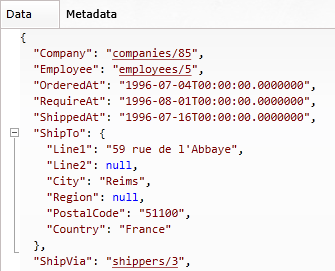 Data Metadata
{
"Company": "companies/85",
"Employee": "employees/5",
"OrderedAt": "1996-07-04T00:00:00.0000000",
"RequireAt": "1996-08-01T00:00:00.0000000",
"ShippedAt": "1996-07-16T00:00:00.0000000",
"ShipTo": {
"Line1": "59 rue de l'Abbaye",
"Line2": null,
"City": "Reims",
"Region": null,
"PostalCode": "51100",
"Country": "France"
},
"ShipVia": "shippers/3",